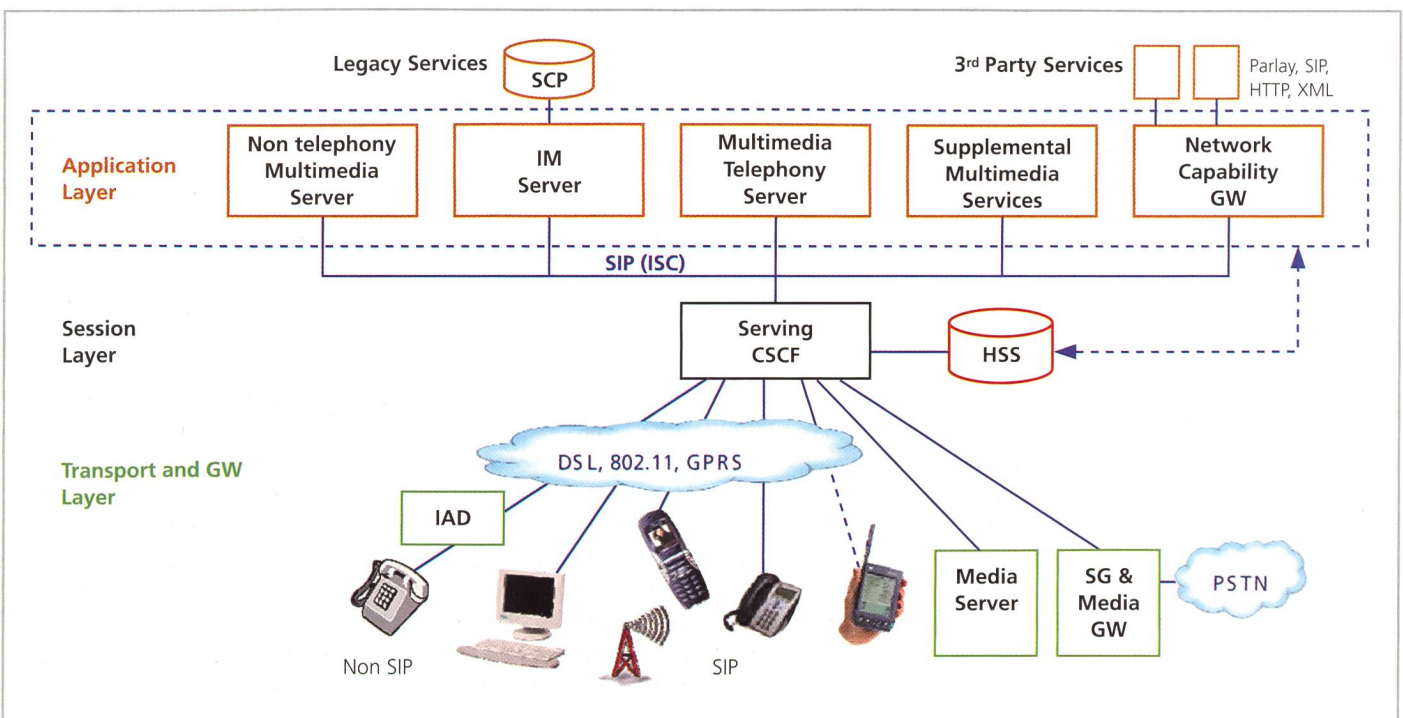 Legacy Services
SCP
3rd Party Services
Parlay, SIP,
HTTP, XML
Application
Layer
Non telephony
Multimedia
Server
IM
Server
Multimedia
Telephony
Server
Supplemental
Multimedia
Services
Network
Capability
GW
SIP (ISC)
Session
Layer
Serving
CSCF
HSS
Transport and GW
Layer
DSL, 802.11, GPRS
IAD
Media
Server
SG &
Media
GW
PSTN
Non SIP
SIP